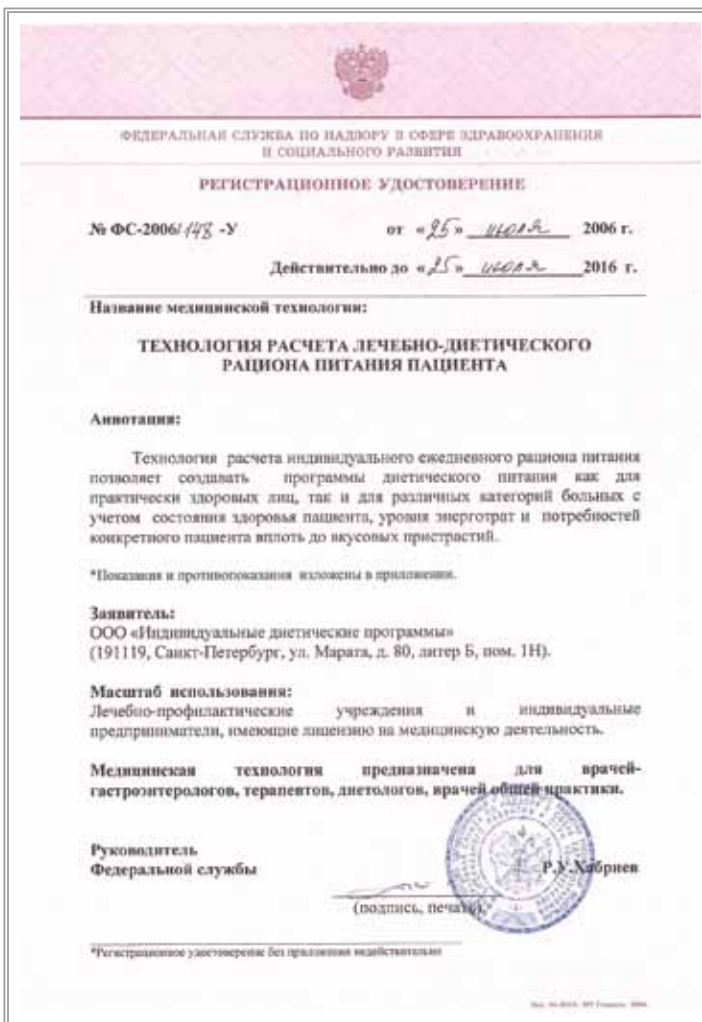 ФЕДЕРАЛЬНАЯ СЛУЖБА ПО НАДЗОРУ В СФЕРЕ ЗДРАВООХРАНЕНИЯ
И СОЦИАЛЬНОГО РАЗВИТИЯ
РЕГИСТРАЦИОННОЕ УДОСТОВЕРЕНИЕ
№ ФС-2006/148 -У от «25» июля 2006 г.
Действительно до «25» июля 2016 г.
Название медицинской технологии:
ТЕХНОЛОГИЯ РАСЧЕТА ЛЕЧЕБНО-ДИЕТИЧЕСКОГО
РАЦИОНА ПИТАНИЯ ПАЦИЕНТА
Аннотация:
Технология расчета индивидуального ежедневного рациона питания
позволяет создавать программы диетического питания как для
практически здоровых лиц, так и для различных категорий больных с
учетом состояния здоровья пациента, уровня энерготрат и потребностей
конкретного пациента вплоть до вкусовых пристрастий.
*Показания и противопоказания изложены в приложении.
Заявитель:
ООО «Индивидуальные диетические программы»
(191119, Санкт-Петербург, ул. Марата, д. 80, литер Б, пом. 1Н).
Масштаб использования:
Лечебно-профилактические учреждения и индивидуальные
предприниматели, имеющие лицензию на медицинскую деятельность.
Медицинская технология предназначена для врачей-
гастроэнтерологов, терапевтов, диетологов, врачей общей практики.
Руководитель
Федеральной службы Р.У.Хабриев
(подпись, печать)
*Регистрационное удостоверение без приложения недействительно